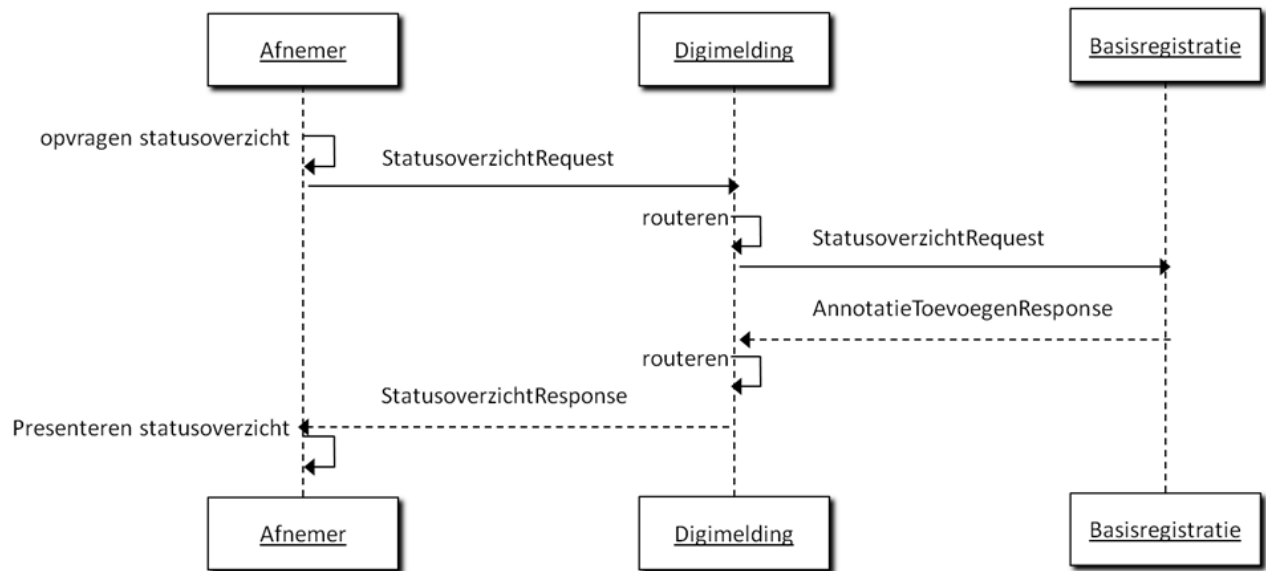 Afnemer
Digimelding
Basisregistratie
opvragen statusoverzicht
StatusoverzichtRequest
routeren
StatusoverzichtRequest
AnnotatieToevoegenResponse
routeren
StatusoverzichtResponse
Presenteren statusoverzicht
Afnemer
Digimelding
Basisregistratie